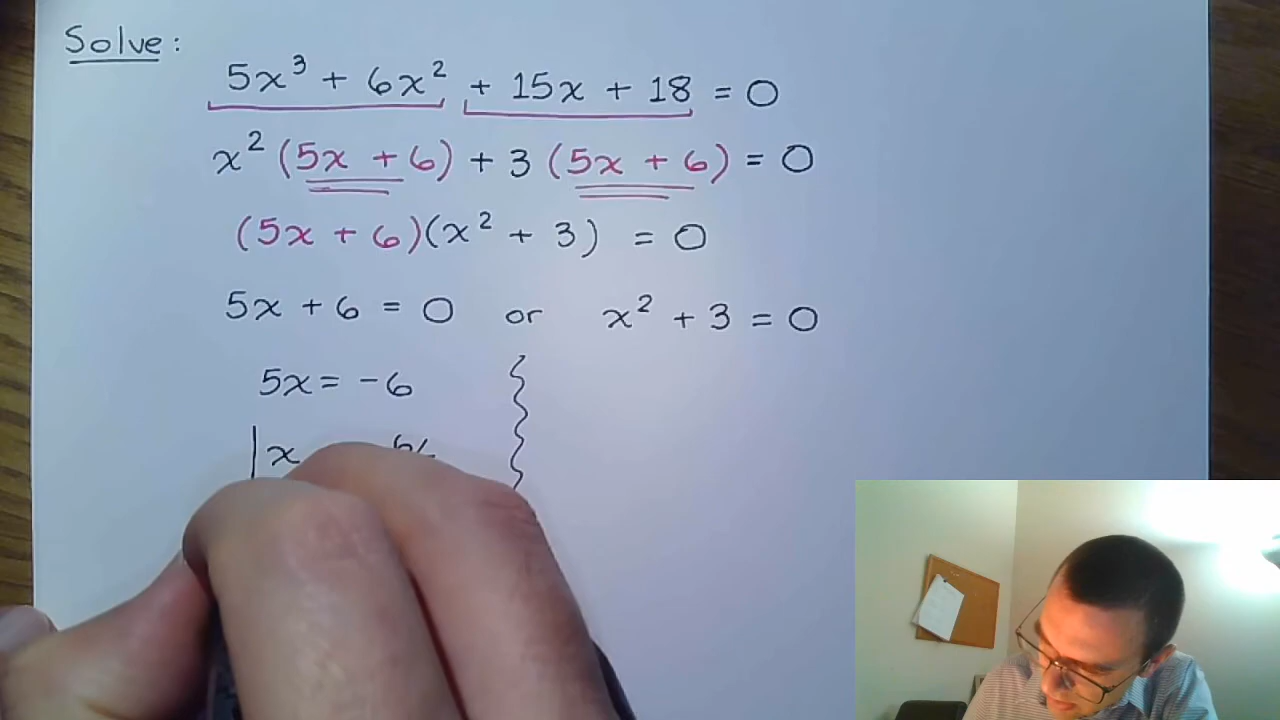 Solve:
5x³ + 6x² + 15x + 18 = 0
x²(5x + 6) + 3(5x + 6) = 0
(5x + 6)(x² + 3) = 0
5x + 6 = 0 or x² + 3 = 0
5x = -6
x